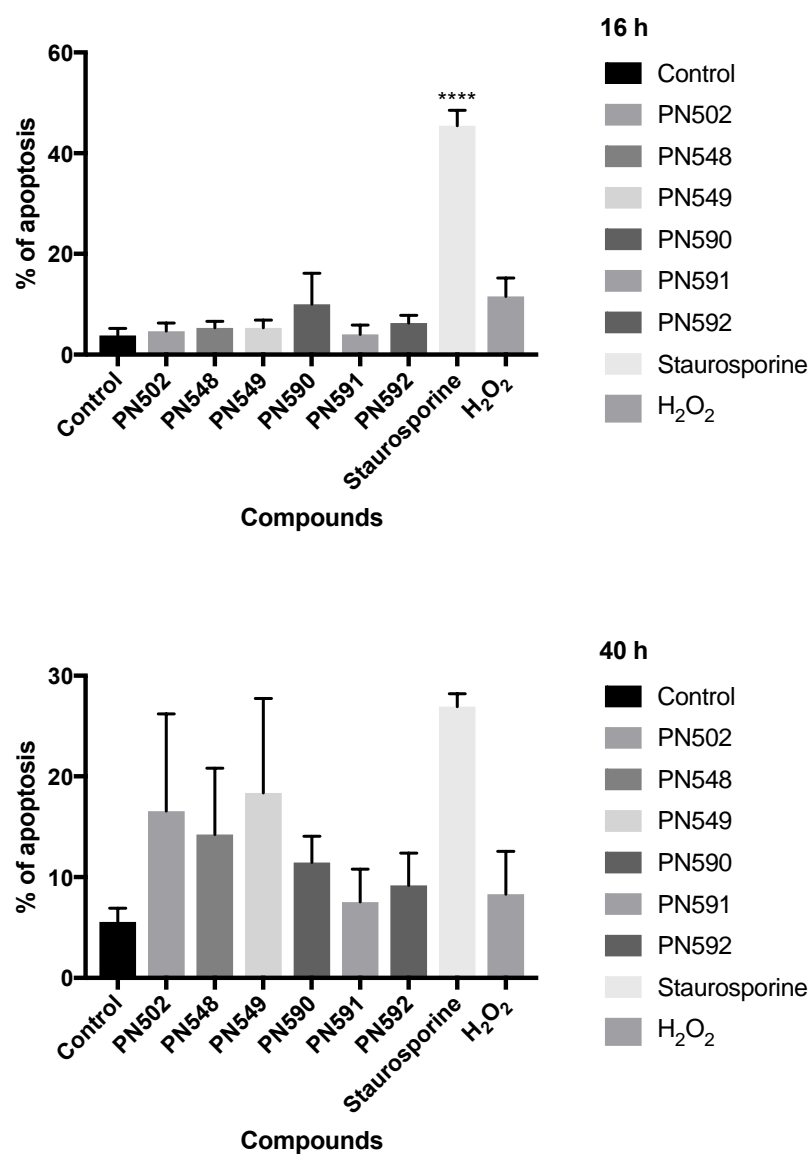 16 h
60
40
20
0
% of apoptosis
****
Control
PN502
PN548
PN549
PN590
PN591
PN592
Staurosporine
H₂O₂
Compounds
Control
PN502
PN548
PN549
PN590
PN591
PN592
Staurosporine
H₂O₂
40 h
30
20
10
0
% of apoptosis
Control
PN502
PN548
PN549
PN590
PN591
PN592
Staurosporine
H₂O₂
Compounds
Control
PN502
PN548
PN549
PN590
PN591
PN592
Staurosporine
H₂O₂